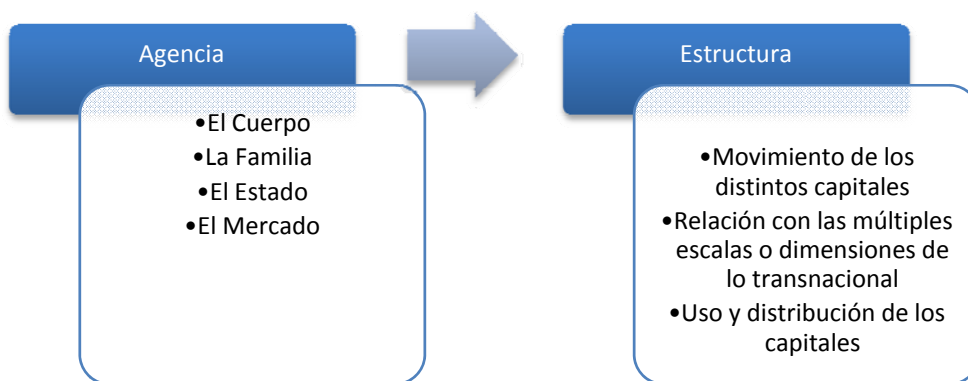 Agencia
•El Cuerpo
•La Familia
•El Estado
•El Mercado
Estructura
•Movimiento de los
distintos capitales
•Relación con las múltiples
escalas o dimensiones de
lo transnacional
•Uso y distribución de los
capitales